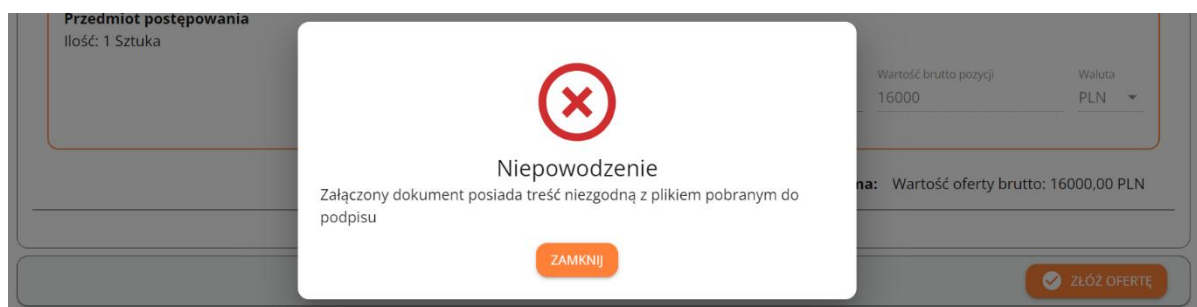 Przedmiot postępowania
Ilość: 1 Sztuka
Wartość brutto pozycji
Waluta
16000
PLN
Niepowodzenie
Załączony dokument posiada treść niezgodną z plikiem pobranym do
podpisu
na: Wartość oferty brutto: 16000,00 PLN
ZAMKNIJ
ZŁÓŻ OFERTĘ